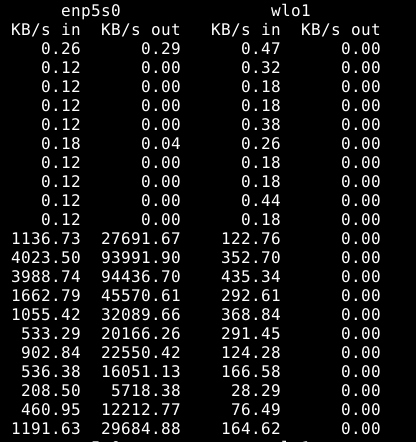 enp5s0 wlo1
KB/s in KB/s out KB/s in KB/s out
0.26 0.29 0.47 0.00
0.12 0.00 0.32 0.00
0.12 0.00 0.18 0.00
0.12 0.00 0.18 0.00
0.12 0.00 0.38 0.00
0.18 0.04 0.26 0.00
0.12 0.00 0.18 0.00
0.12 0.00 0.18 0.00
0.12 0.00 0.44 0.00
0.12 0.00 0.18 0.00
1136.73 27691.67 122.76 0.00
4023.50 93991.90 352.70 0.00
3988.74 94436.70 435.34 0.00
1662.79 45570.61 292.61 0.00
1055.42 32089.66 368.84 0.00
533.29 20166.26 291.45 0.00
902.84 22550.42 124.28 0.00
536.38 16051.13 166.58 0.00
208.50 5718.38 28.29 0.00
460.95 12212.77 76.49 0.00
1191.63 29684.88 164.62 0.00